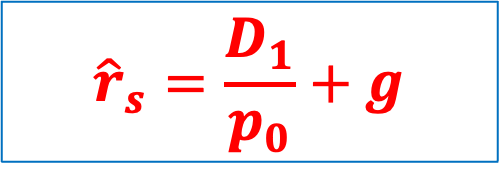 r̂ₛ = D₁/p₀ + g